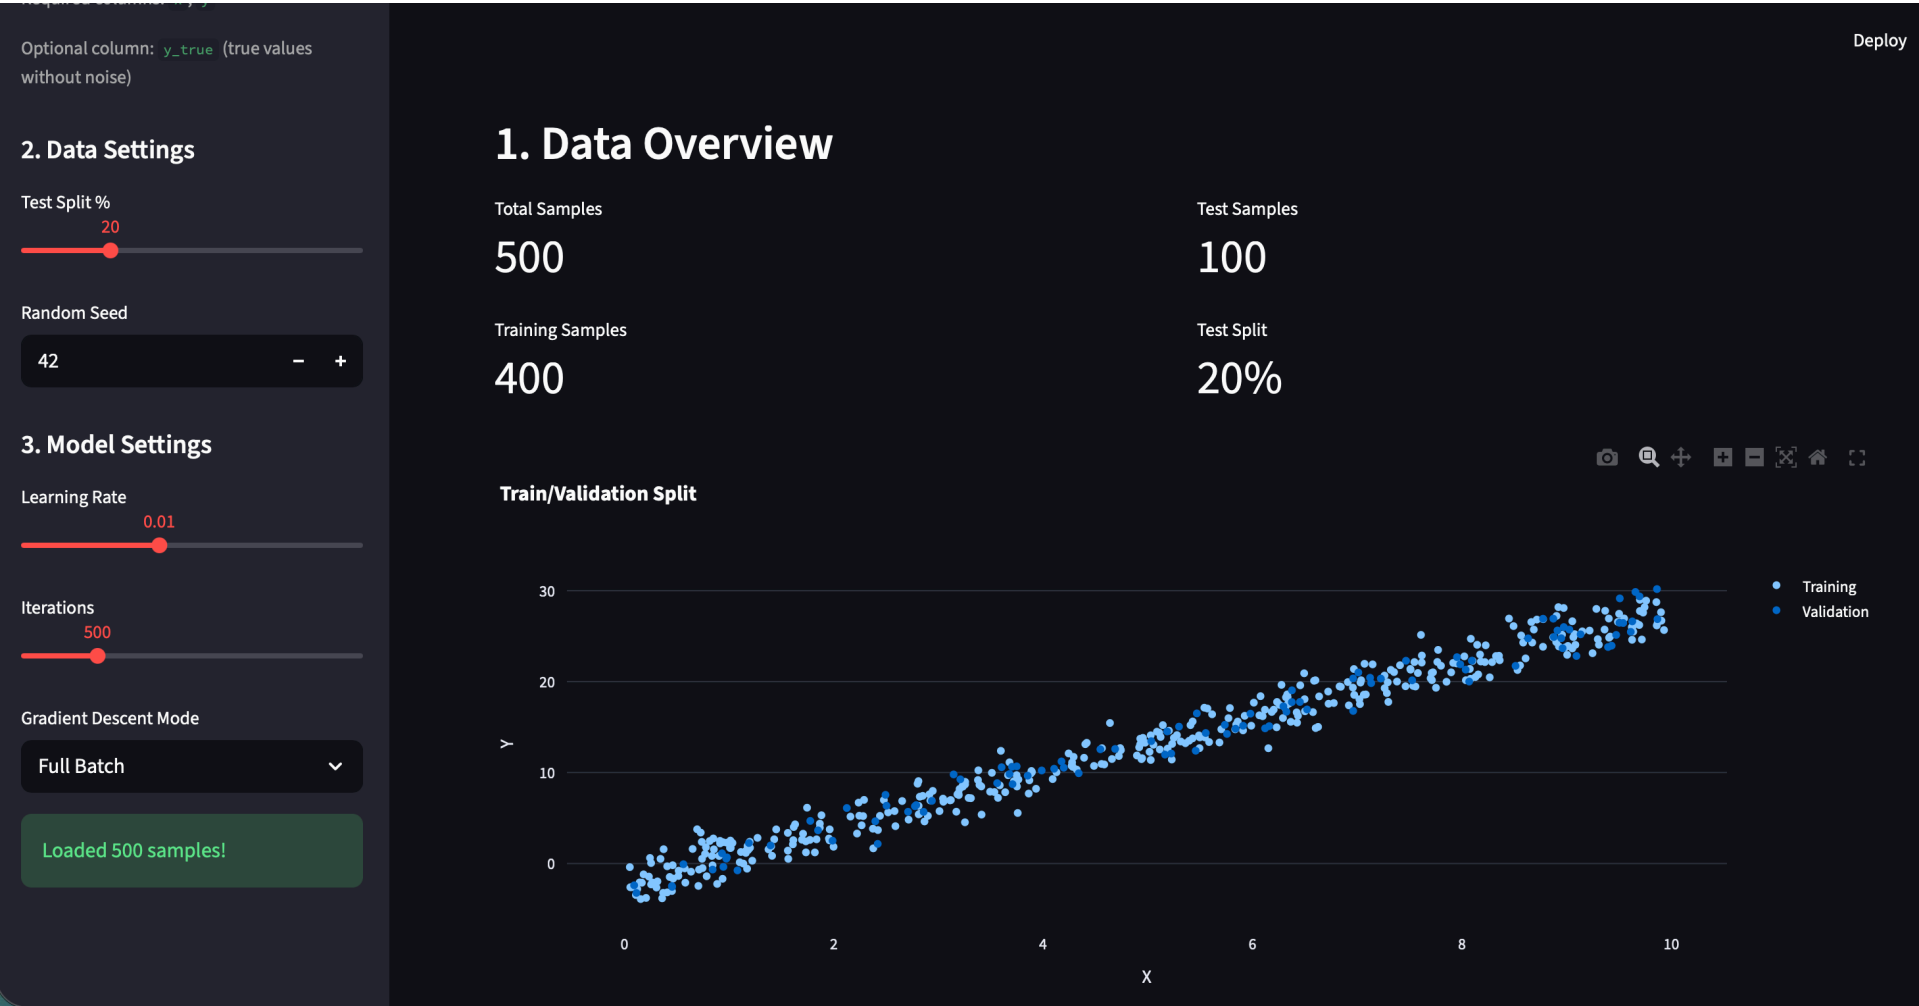 Optional column: y_true (true values
without noise)
2. Data Settings
Test Split %
20
Random Seed
42
− +
3. Model Settings
Learning Rate
0.01
Iterations
500
Gradient Descent Mode
Full Batch
Loaded 500 samples!
Deploy
1. Data Overview
Total Samples
500
Test Samples
100
Training Samples
400
Test Split
20%
Train/Validation Split
30
20
10
0
Y
0 2 4 6 8 10
X
Training
Validation